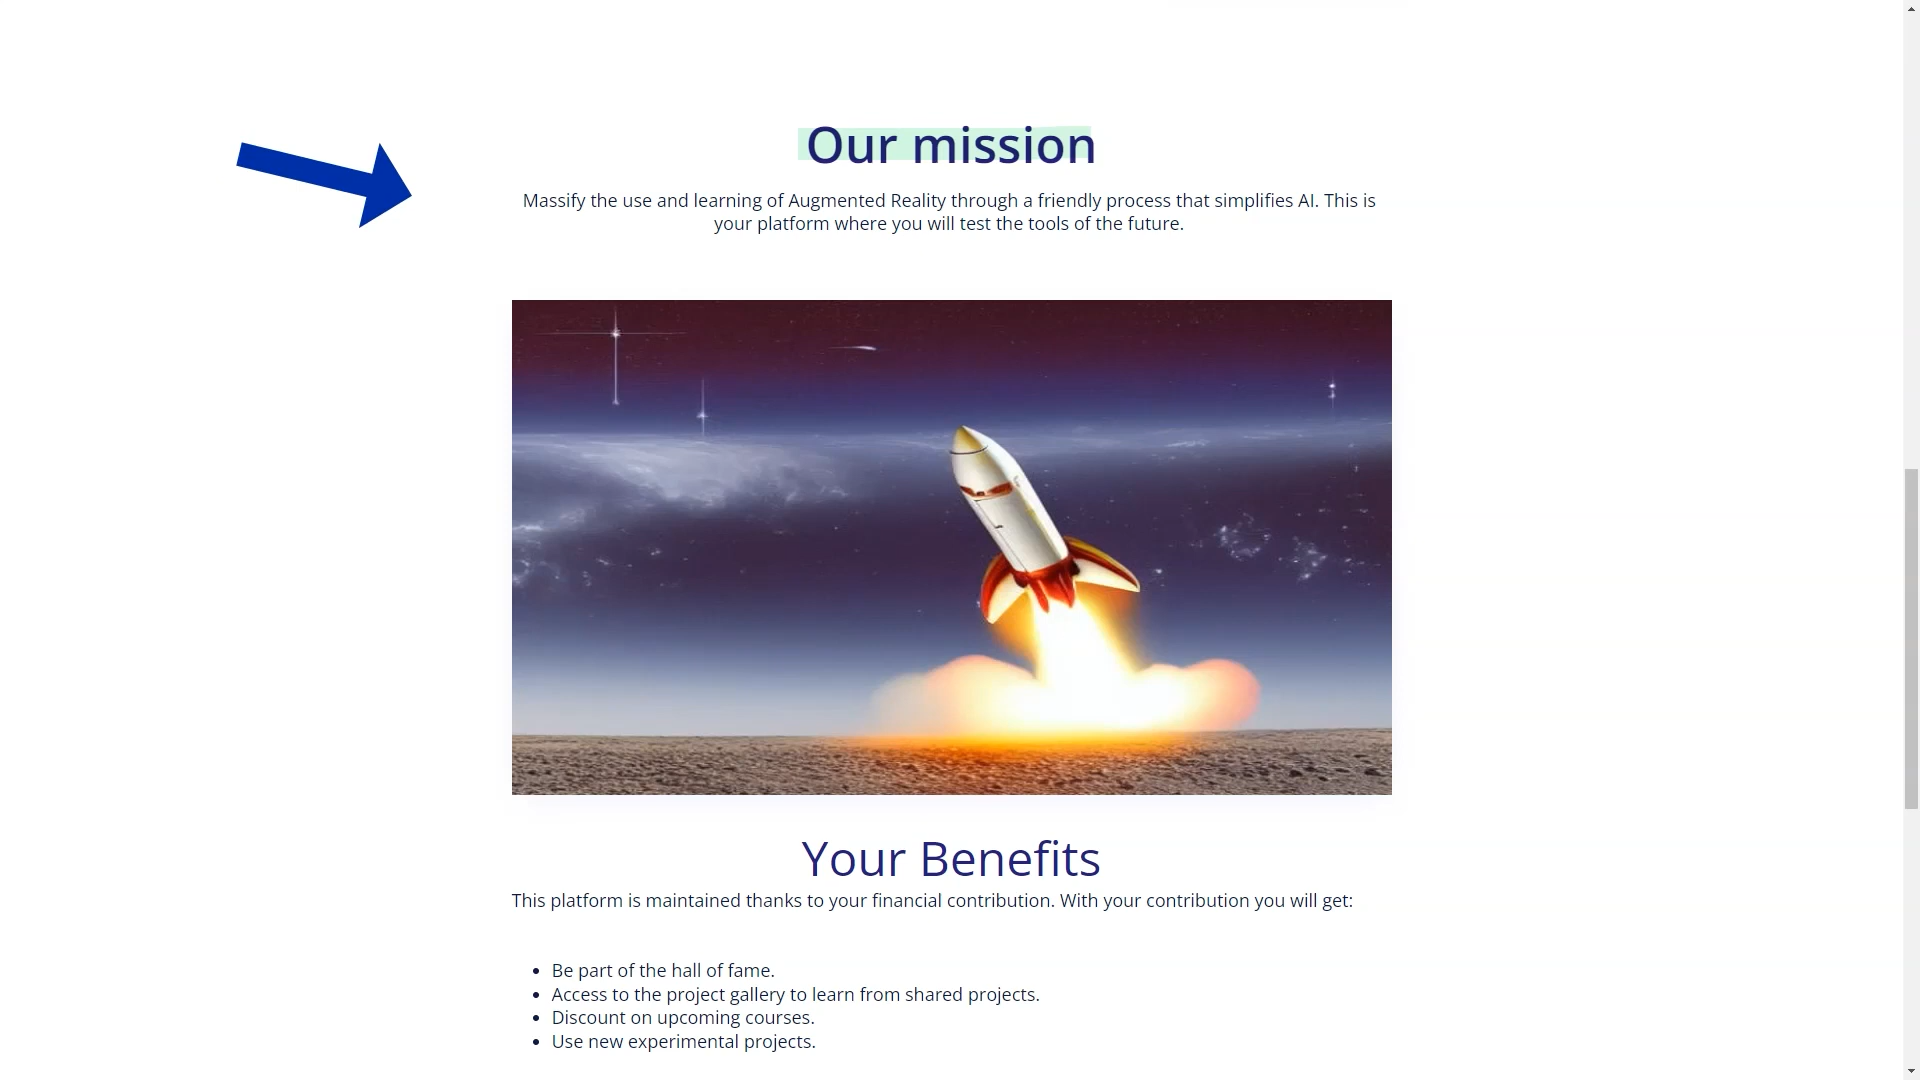 Our mission
Massify the use and learning of Augmented Reality through a friendly process that simplifies AI. This is
your platform where you will test the tools of the future.
Your Benefits
This platform is maintained thanks to your financial contribution. With your contribution you will get:
• Be part of the hall of fame.
• Access to the project gallery to learn from shared projects.
• Discount on upcoming courses.
• Use new experimental projects.